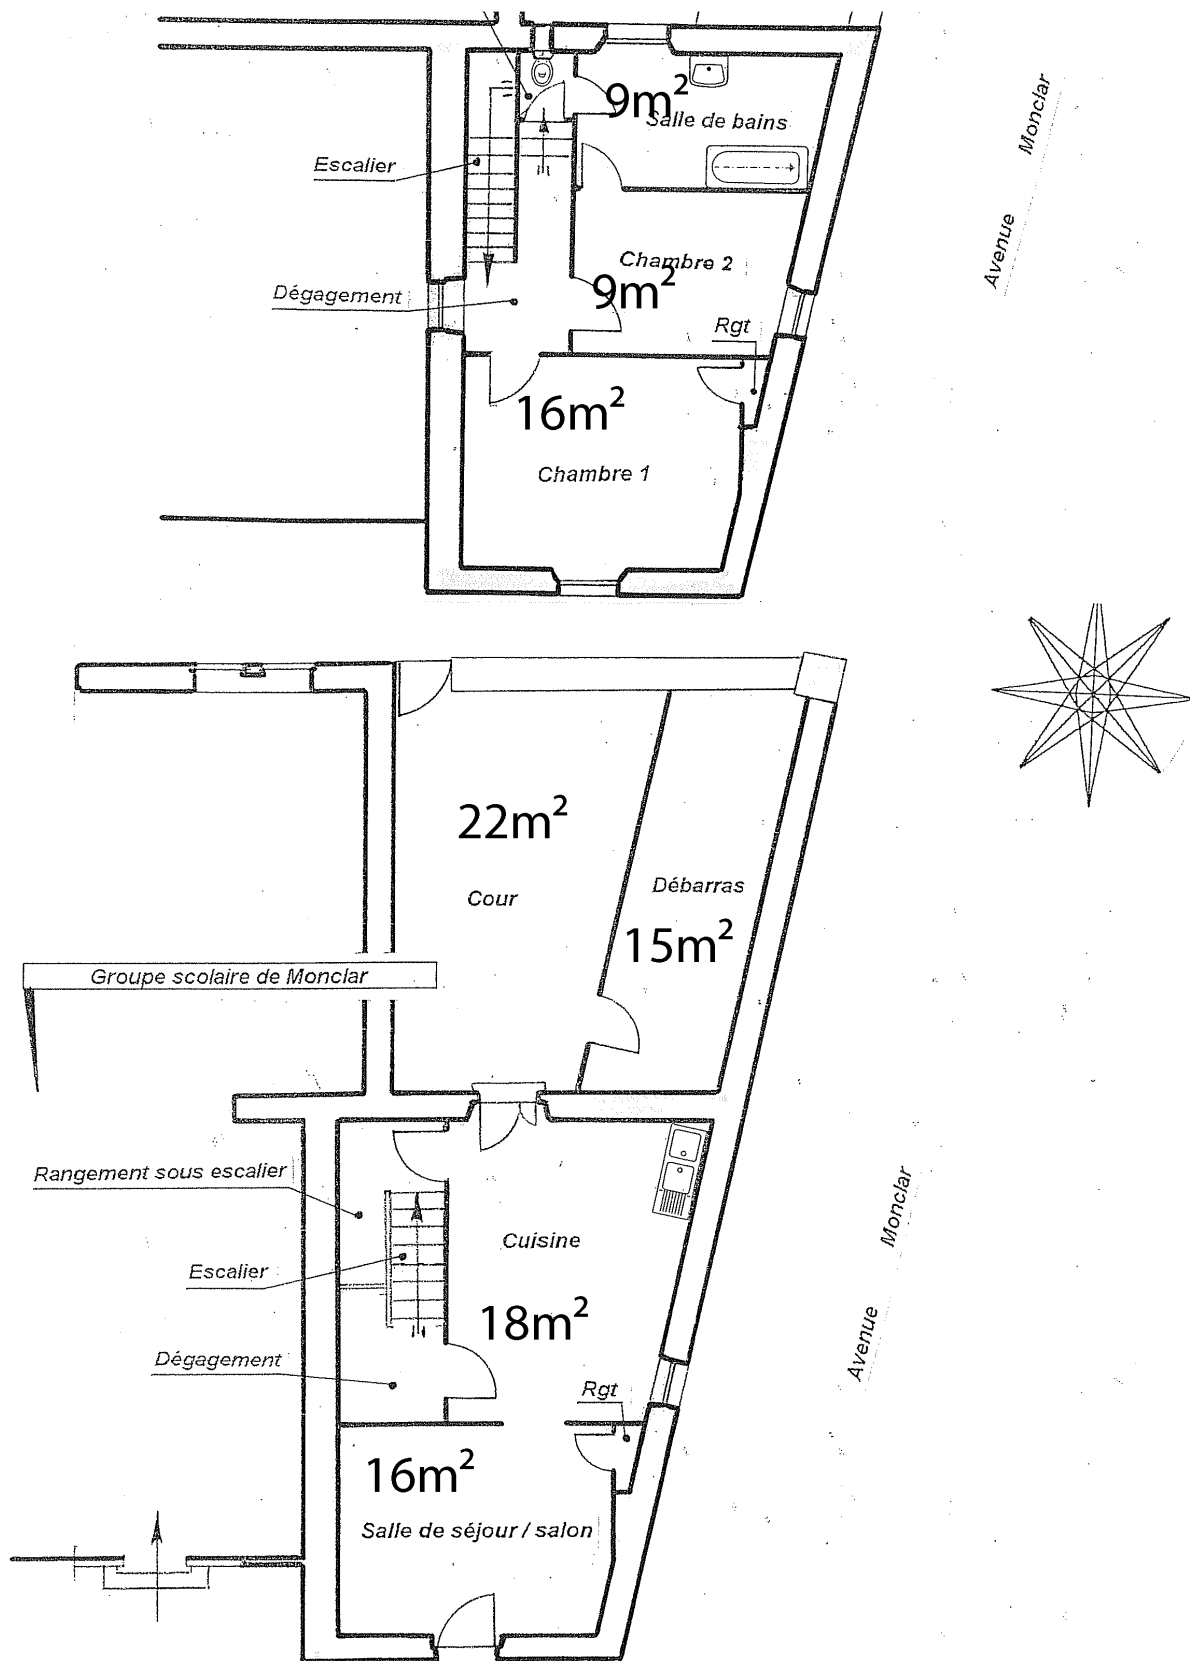 9m²
Salle de bains
Monclar
Avenue
Escalier
Chambre 2
9m²
Dégagement
Rgt
16m²
Chambre 1
22m²
Cour
Débarras
15m²
Groupe scolaire de Monclar
Rangement sous escalier
Cuisine
Escalier
18m²
Monclar
Avenue
Dégagement
Rgt
16m²
Salle de séjour / salon